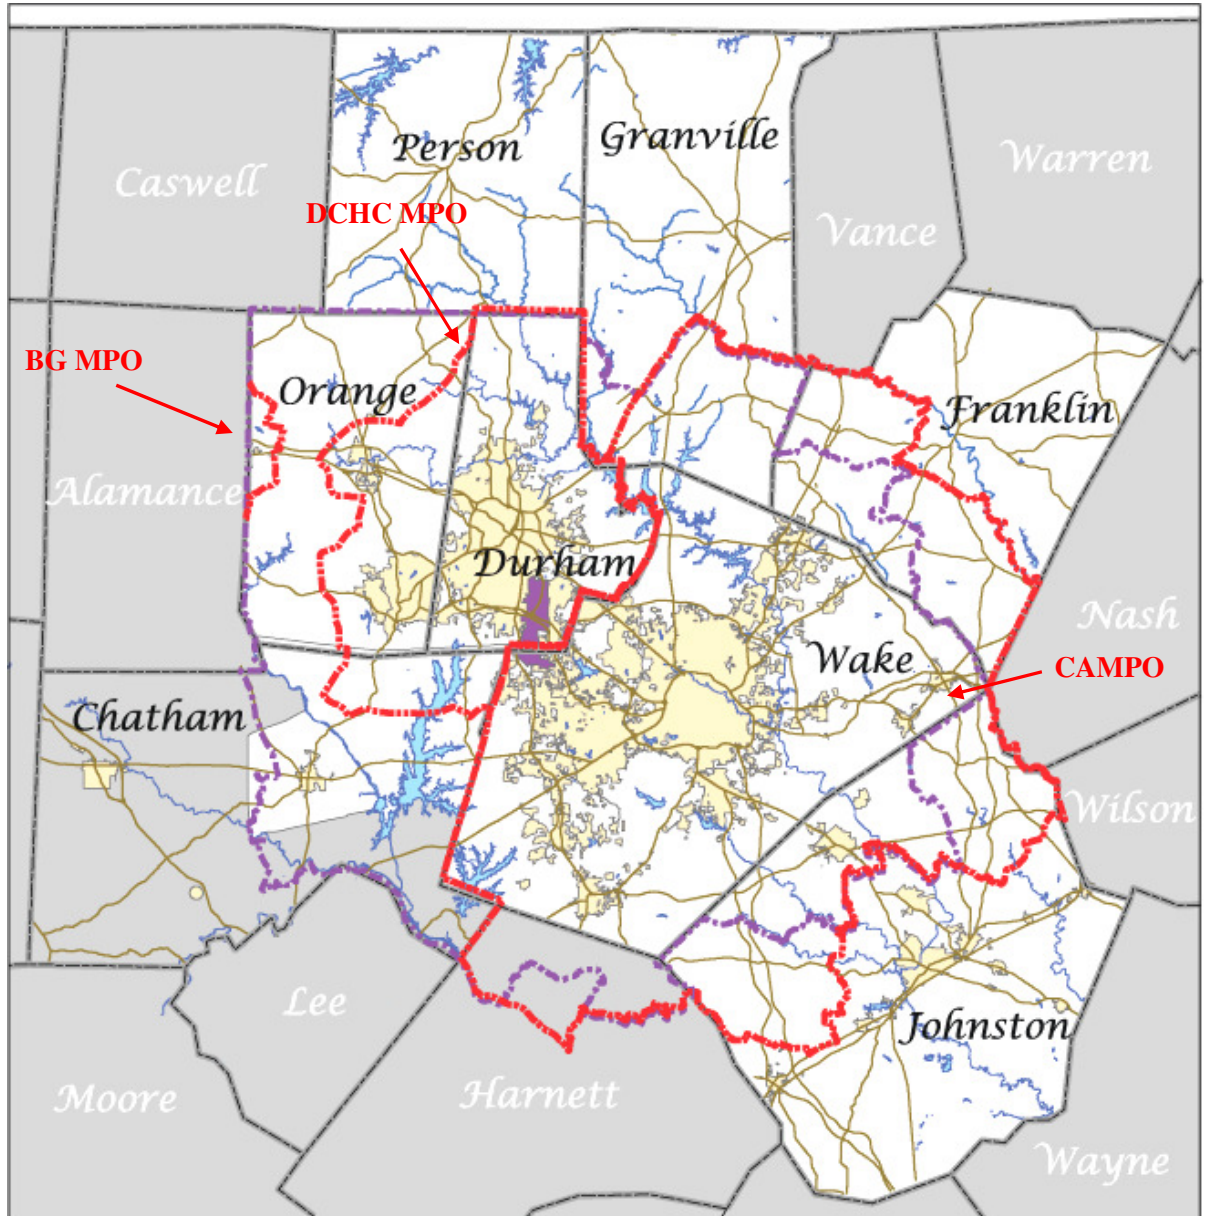 Person
Granville
Caswell
Warren
DCHC MPO
Vance
BG MPO
Orange
Franklin
Alamance
Durham
Nash
Wake
CAMPO
Chatham
Wilson
Lee
Johnston
Moore
Harnett
Wayne